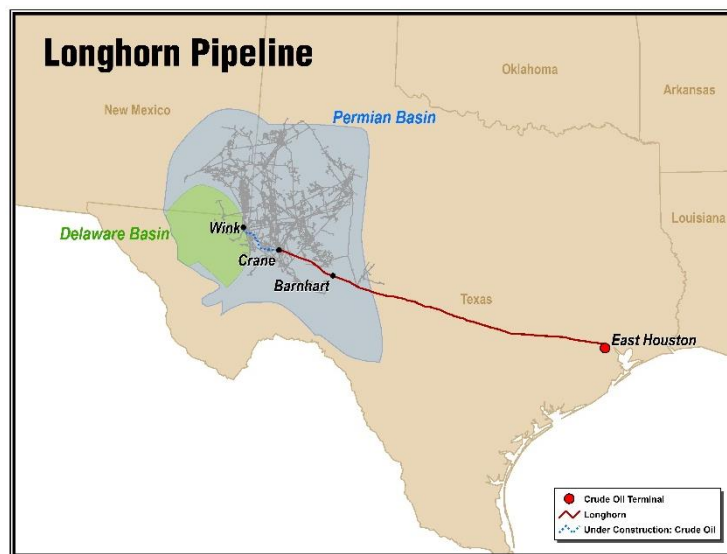 Longhorn Pipeline
Oklahoma
Arkansas
New Mexico
Permian Basin
Louisiana
Wink
Delaware Basin
Crane
Barnhart
Texas
East Houston
Crude Oil Terminal
Longhorn
Under Construction: Crude Oil